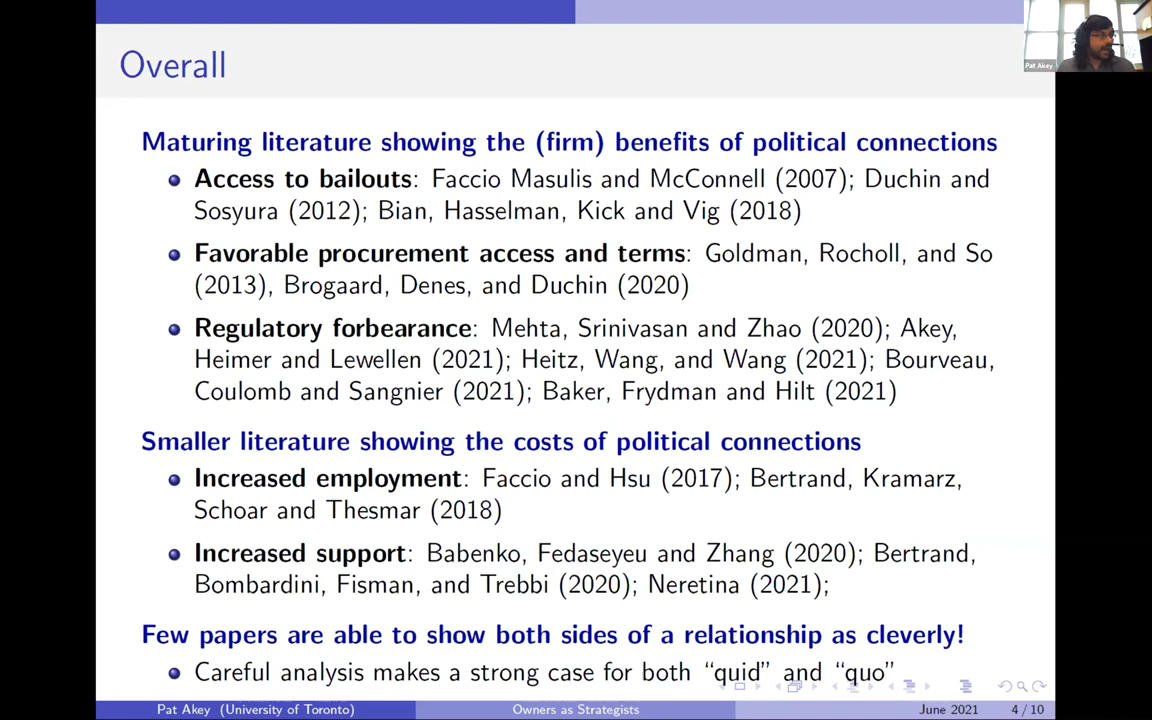 Overall
Pat Akey
Maturing literature showing the (firm) benefits of political connections
Access to bailouts: Faccio Masulis and McConnell (2007); Duchin and
Sosyura (2012); Bian, Hasselman, Kick and Vig (2018)
Favorable procurement access and terms: Goldman, Rocholl, and So
(2013), Brogaard, Denes, and Duchin (2020)
Regulatory forbearance: Mehta, Srinivasan and Zhao (2020); Akey,
Heimer and Lewellen (2021); Heitz, Wang, and Wang (2021); Bourveau,
Coulomb and Sangnier (2021); Baker, Frydman and Hilt (2021)
Smaller literature showing the costs of political connections
Increased employment: Faccio and Hsu (2017); Bertrand, Kramarz,
Schoar and Thesmar (2018)
Increased support: Babenko, Fedaseyeu and Zhang (2020); Bertrand,
Bombardini, Fisman, and Trebbi (2020); Neretina (2021);
Few papers are able to show both sides of a relationship as cleverly!
Careful analysis makes a strong case for both “quid” and “quo”
Pat Akey (University of Toronto) Owners as Strategists June 2021 4 / 10